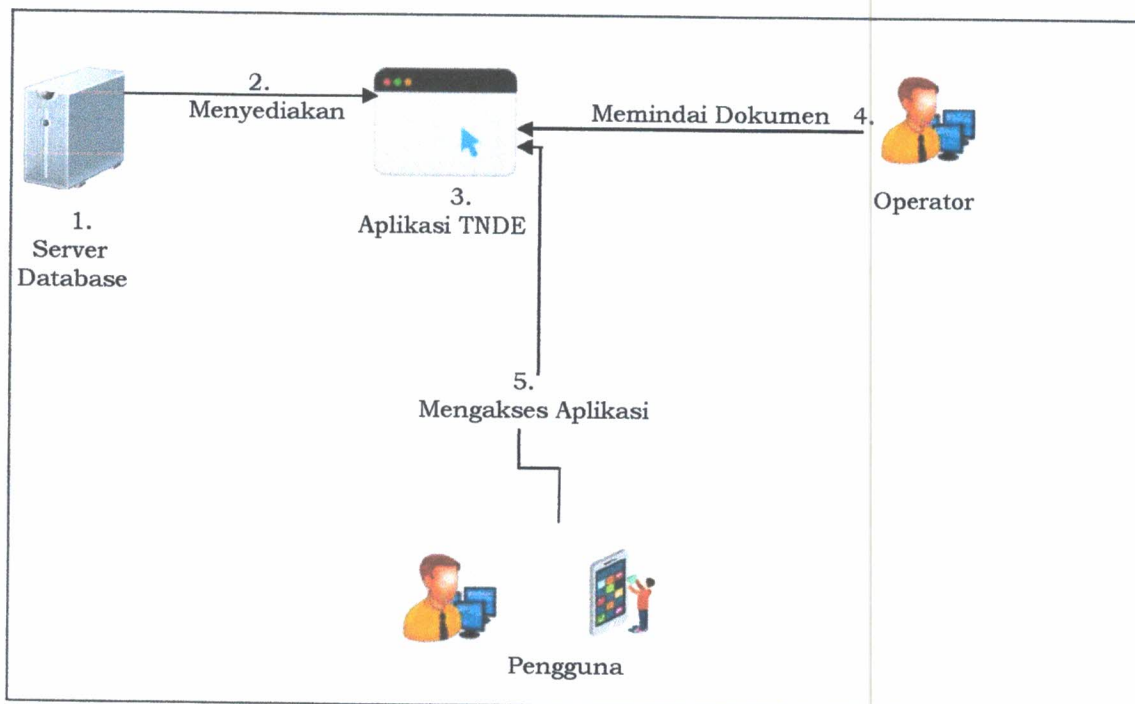 2.
Menyediakan
Memindai Dokumen 4.
1.
Server
Database
3.
Aplikasi TNDE
Operator
5.
Mengakses Aplikasi
Pengguna